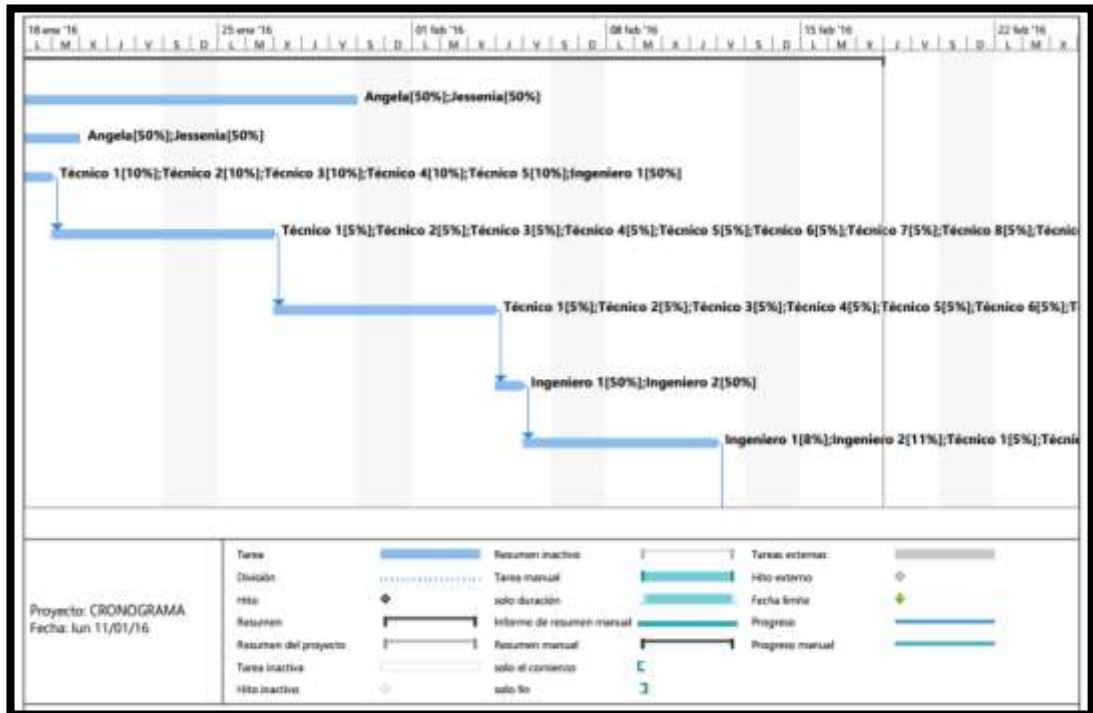 18 ene '16 25 ene '16 01 feb '16 08 feb '16 15 feb '16 22 feb '16
L M X J V S D L M X J V S D L M X J V S D L M X J V S D L M X J V S D L M X
Angela[50%];Jessenia[50%]
Angela[50%];Jessenia[50%]
Técnico 1[10%];Técnico 2[10%];Técnico 3[10%];Técnico 4[10%];Técnico 5[10%];Ingeniero 1[50%]
Técnico 1[5%];Técnico 2[5%];Técnico 3[5%];Técnico 4[5%];Técnico 5[5%];Técnico 6[5%];Técnico 7[5%];Técnico 8[5%];Técnic
Técnico 1[5%];Técnico 2[5%];Técnico 3[5%];Técnico 4[5%];Técnico 5[5%];Técnico 6[5%];T
Ingeniero 1[50%];Ingeniero 2[50%]
Ingeniero 1[8%];Ingeniero 2[11%];Técnico 1[5%];Técni
Proyecto: CRONOGRAMA
Fecha: lun 11/01/16
Tarea
División
Hito
Resumen
Resumen del proyecto
Tarea inactiva
Hito inactivo
Resumen inactivo
Tarea manual
solo duración
Informe de resumen manual
Resumen manual
solo el comienzo
solo fin
Tareas externas
Hito externo
Fecha límite
Progreso
Progreso manual